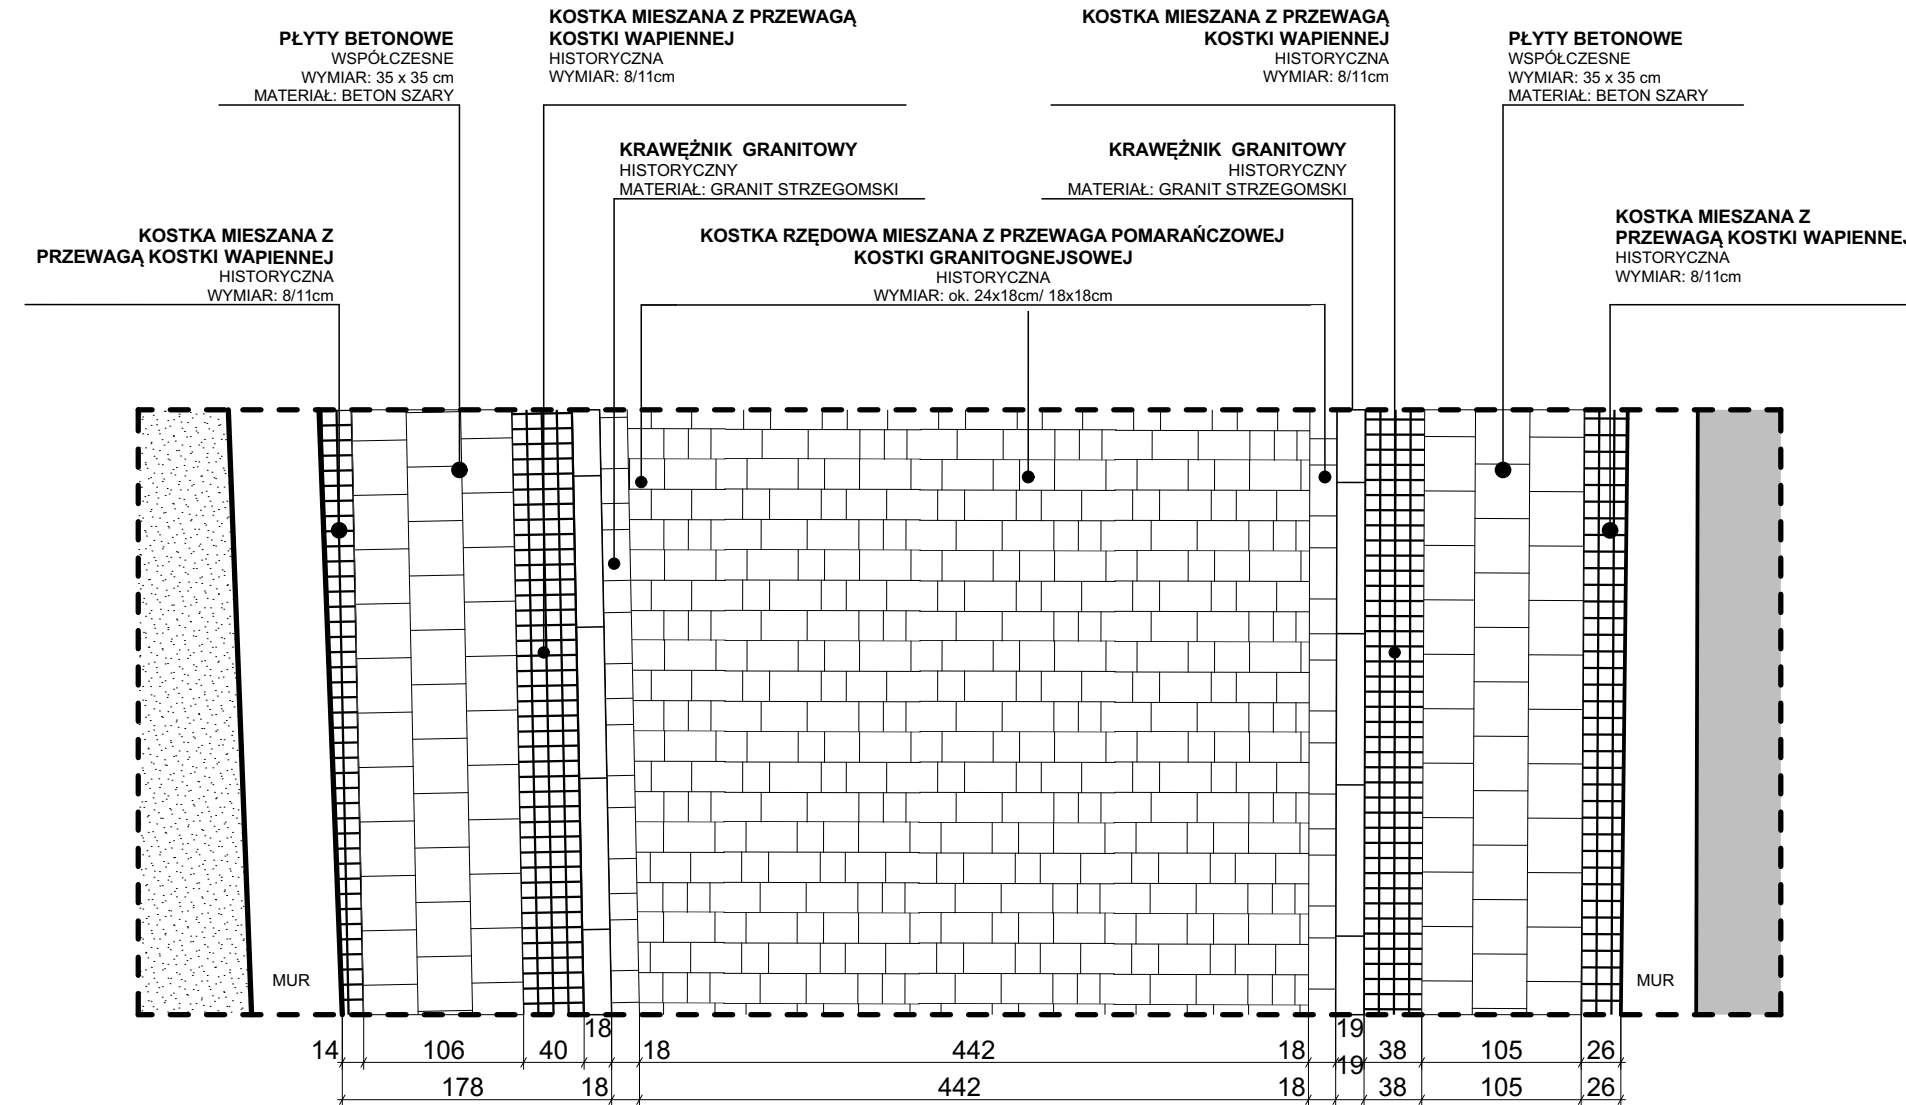 KOSTKA MIESZANA Z PRZEWAGĄ
KOSTKI WAPIENNEJ
HISTORYCZNA
WYMIAR: 8/11cm
KOSTKA MIESZANA Z PRZEWAGĄ
KOSTKI WAPIENNEJ
HISTORYCZNA
WYMIAR: 8/11cm
PŁYTY BETONOWE
WSPÓŁCZESNE
WYMIAR: 35 x 35 cm
MATERIAŁ: BETON SZARY
PŁYTY BETONOWE
WSPÓŁCZESNE
WYMIAR: 35 x 35 cm
MATERIAŁ: BETON SZARY
KRAWĘŻNIK GRANITOWY
HISTORYCZNY
MATERIAŁ: GRANIT STRZEGOMSKI
KRAWĘŻNIK GRANITOWY
HISTORYCZNY
MATERIAŁ: GRANIT STRZEGOMSKI
KOSTKA MIESZANA Z
PRZEWAGĄ KOSTKI WAPIENNEJ
HISTORYCZNA
WYMIAR: 8/11cm
KOSTKA RZĘDOWA MIESZANA Z PRZEWAGA POMARAŃCZOWEJ
KOSTKI GRANITOGNEJSOWEJ
HISTORYCZNA
WYMIAR: ok. 24x18cm/ 18x18cm
KOSTKA MIESZANA Z
PRZEWAGĄ KOSTKI WAPIENNEJ
HISTORYCZNA
WYMIAR: 8/11cm
MUR
MUR
18 19
14 106 40 18 442 18 38 105 26
19
178 18 442 18 38 105 26